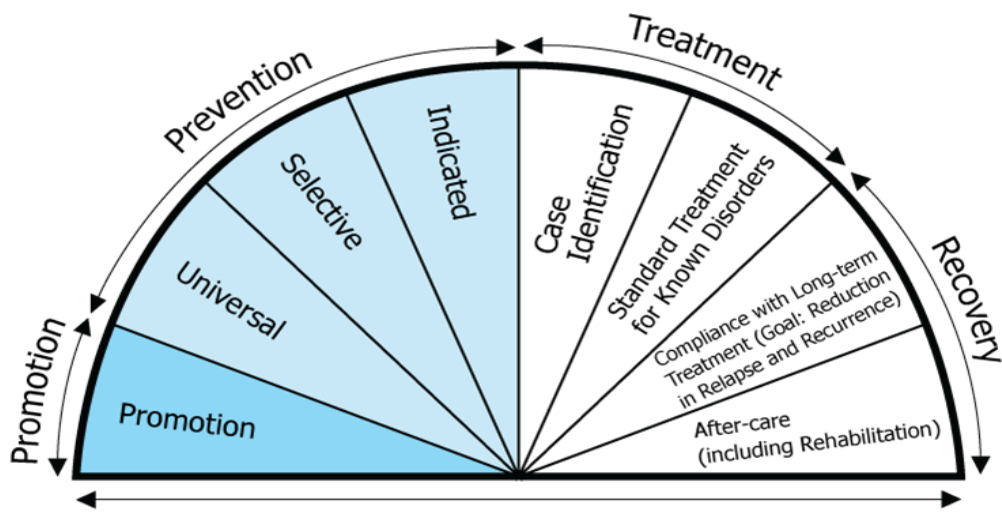 Promotion
Prevention
Treatment
Recovery
Promotion
Universal
Selective
Indicated
Case
Identification
Standard Treatment
for Known Disorders
Compliance with Long-term
Treatment (Goal: Reduction
in Relapse and Recurrence)
After-care
(including Rehabilitation)